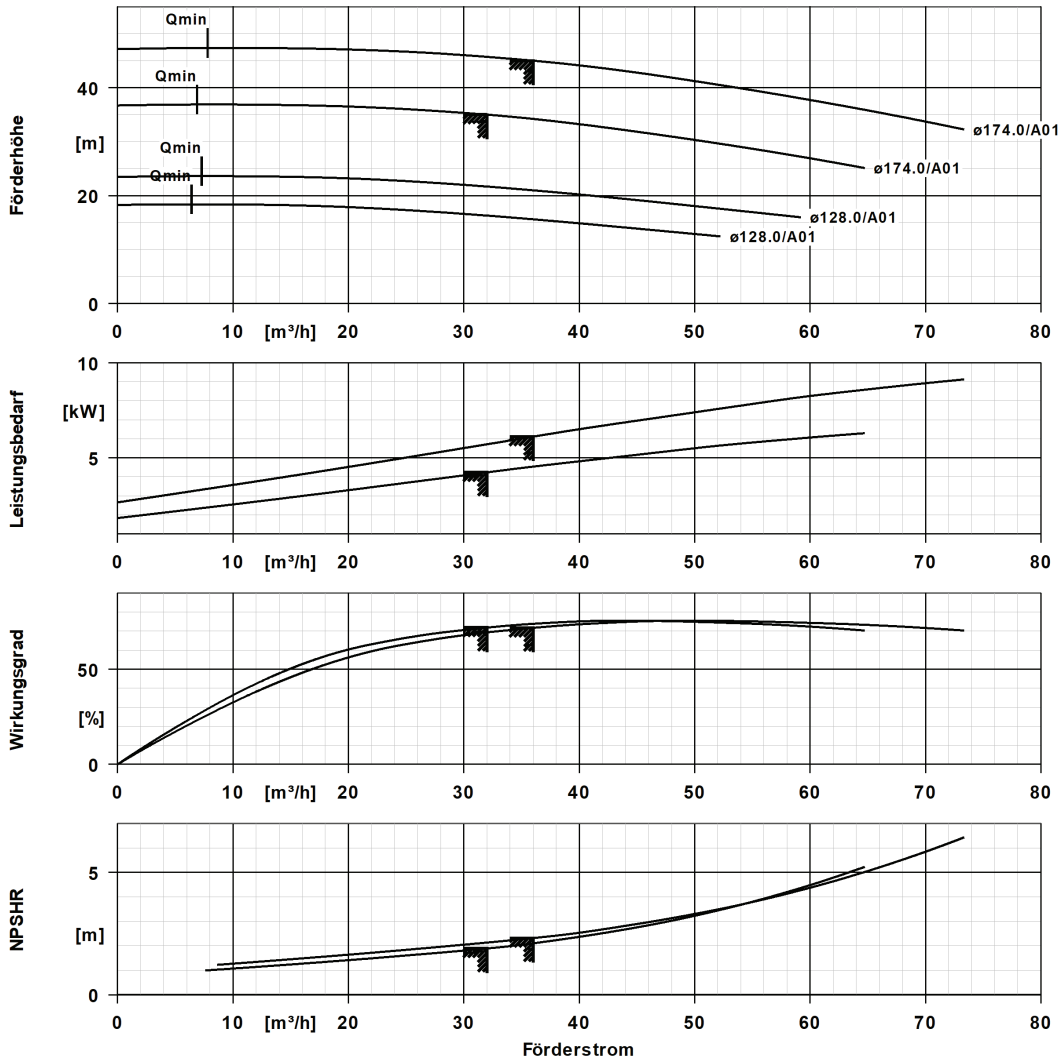 Qmin
Qmin
40
[m]
Förderhöhe
ø174.0/A01
ø174.0/A01
Qmin
Qmin
20
ø128.0/A01
ø128.0/A01
0
0 10 [m³/h] 20 30 40 50 60 70 80
10
[kW]
Leistungsbedarf
5
0 10 [m³/h] 20 30 40 50 60 70 80
Wirkungsgrad
50
[%]
0
0 10 [m³/h] 20 30 40 50 60 70 80
5
NPSHR
[m]
0
0 10 [m³/h] 20 30 40 50 60 70 80
Förderstrom